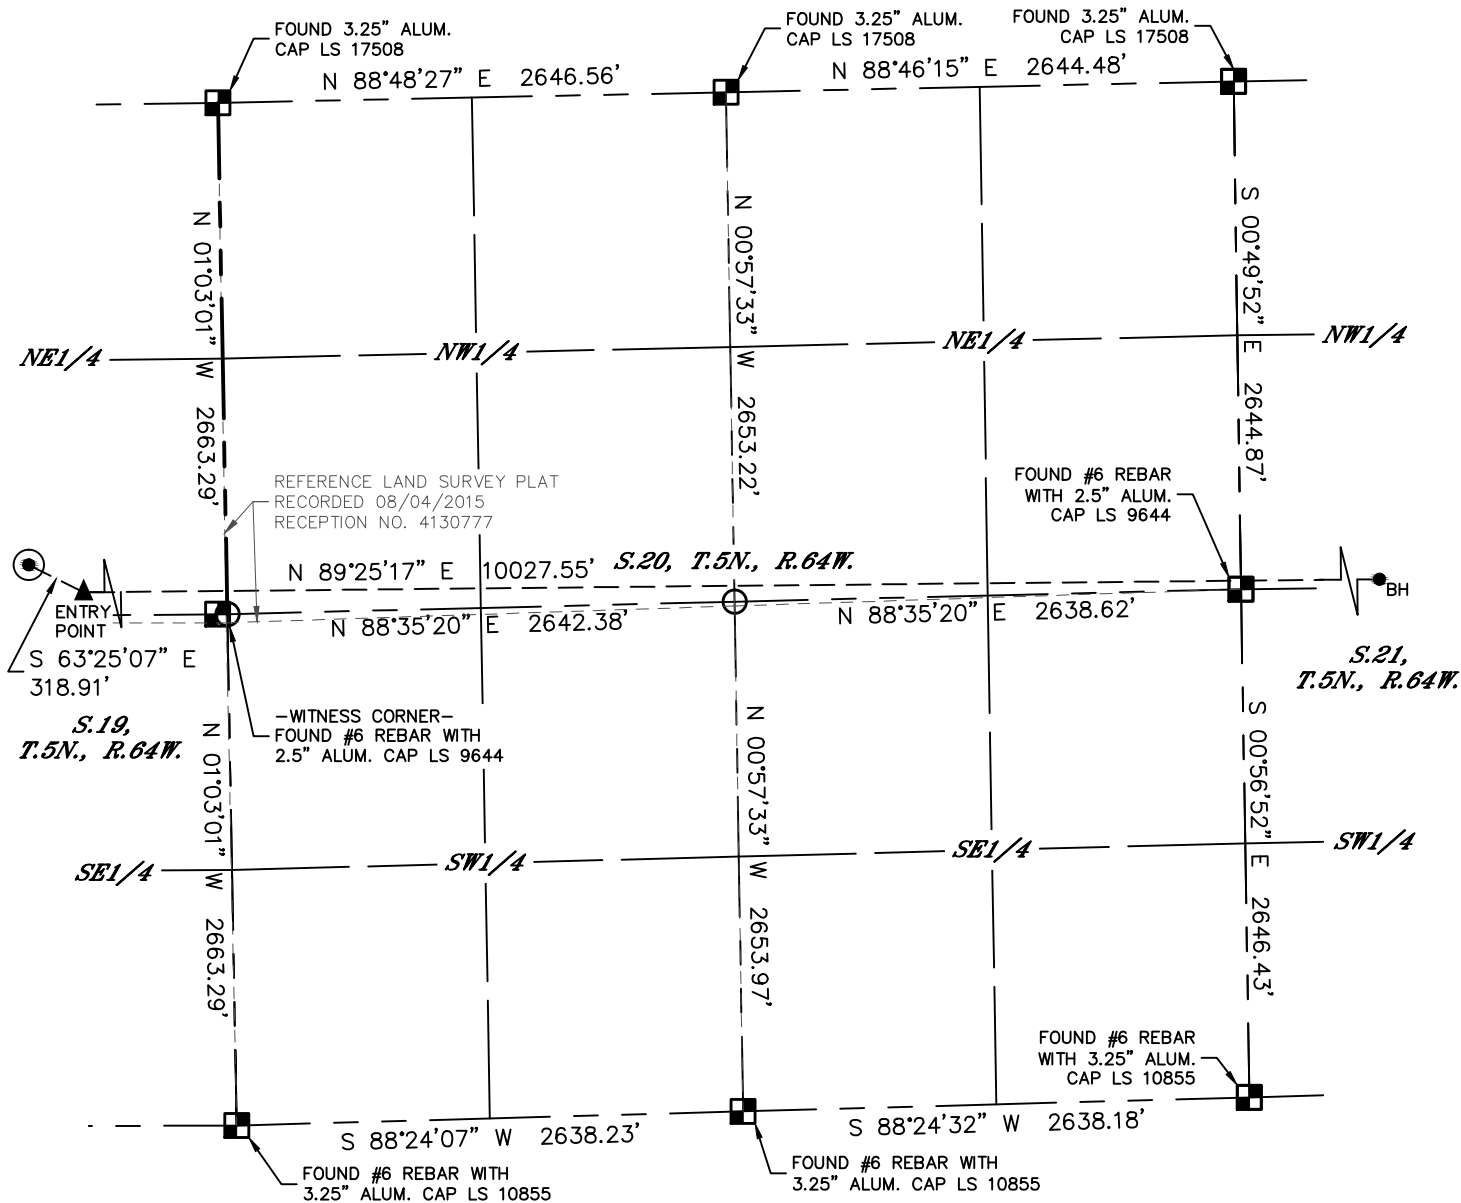 FOUND 3.25" ALUM.
CAP LS 17508
FOUND 3.25" ALUM.
CAP LS 17508
FOUND 3.25" ALUM.
CAP LS 17508
N 88°48'27" E 2646.56'
N 88°46'15" E 2644.48'
N 01°03'01" W 2663.29'
N 00°57'33" W 2653.22'
S 00°49'52" E 2644.87'
NE1/4
NW1/4
NE1/4
NW1/4
REFERENCE LAND SURVEY PLAT
RECORDED 08/04/2015
RECEPTION NO. 4130777
FOUND #6 REBAR
WITH 2.5" ALUM.
CAP LS 9644
N 89°25'17" E 10027.55'
S.20, T.5N., R.64W.
ENTRY
POINT
BH
N 88°35'20" E 2642.38'
N 88°35'20" E 2638.62'
S 63°25'07" E
318.91'
S.19,
T.5N., R.64W.
S.21,
T.5N., R.64W.
-WITNESS CORNER-
FOUND #6 REBAR WITH
2.5" ALUM. CAP LS 9644
N 01°03'01" W 2663.29'
N 00°57'33" W 2653.97'
S 00°56'52" E 2646.43'
SE1/4
SW1/4
SE1/4
SW1/4
FOUND #6 REBAR
WITH 3.25" ALUM.
CAP LS 10855
S 88°24'07" W 2638.23'
S 88°24'32" W 2638.18'
FOUND #6 REBAR WITH
3.25" ALUM. CAP LS 10855
FOUND #6 REBAR WITH
3.25" ALUM. CAP LS 10855